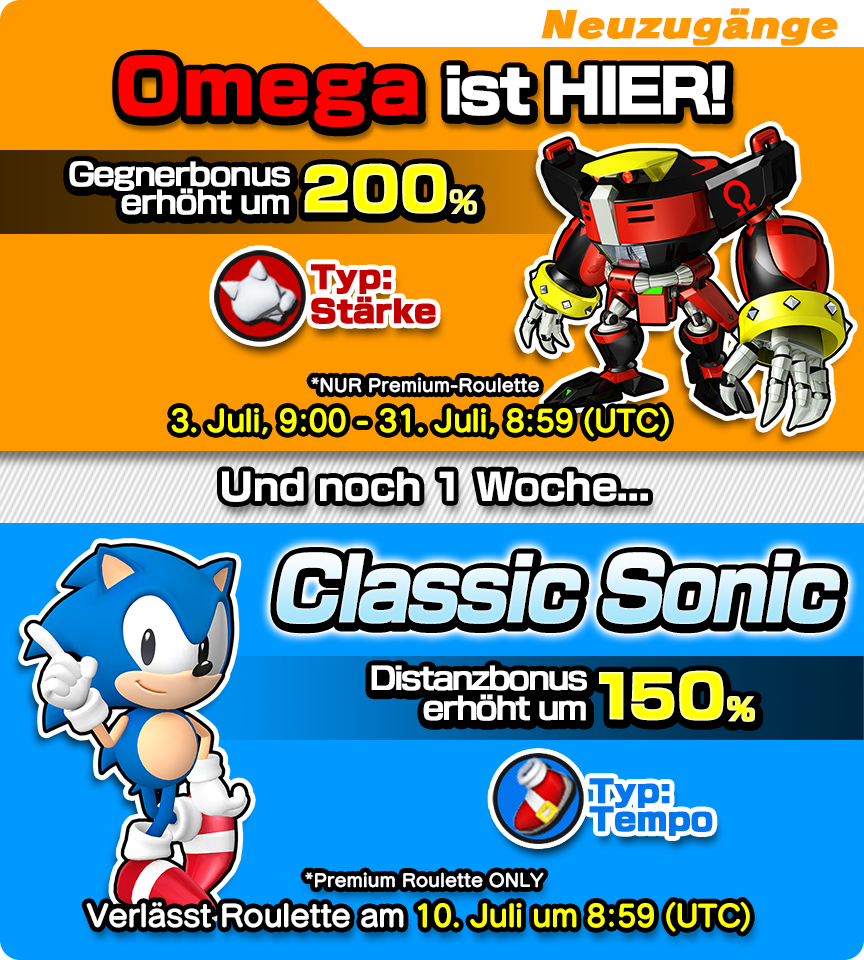 Neuzugänge
Omega ist HIER!
Gegnerbonus
erhöht um 200%
Typ:
Stärke
*NUR Premium-Roulette
3. Juli, 9:00 - 31. Juli, 8:59 (UTC)
Und noch 1 Woche...
Classic Sonic
Distanzbonus
erhöht um 150%
Typ:
Tempo
*Premium Roulette ONLY
Verlässt Roulette am 10. Juli um 8:59 (UTC)